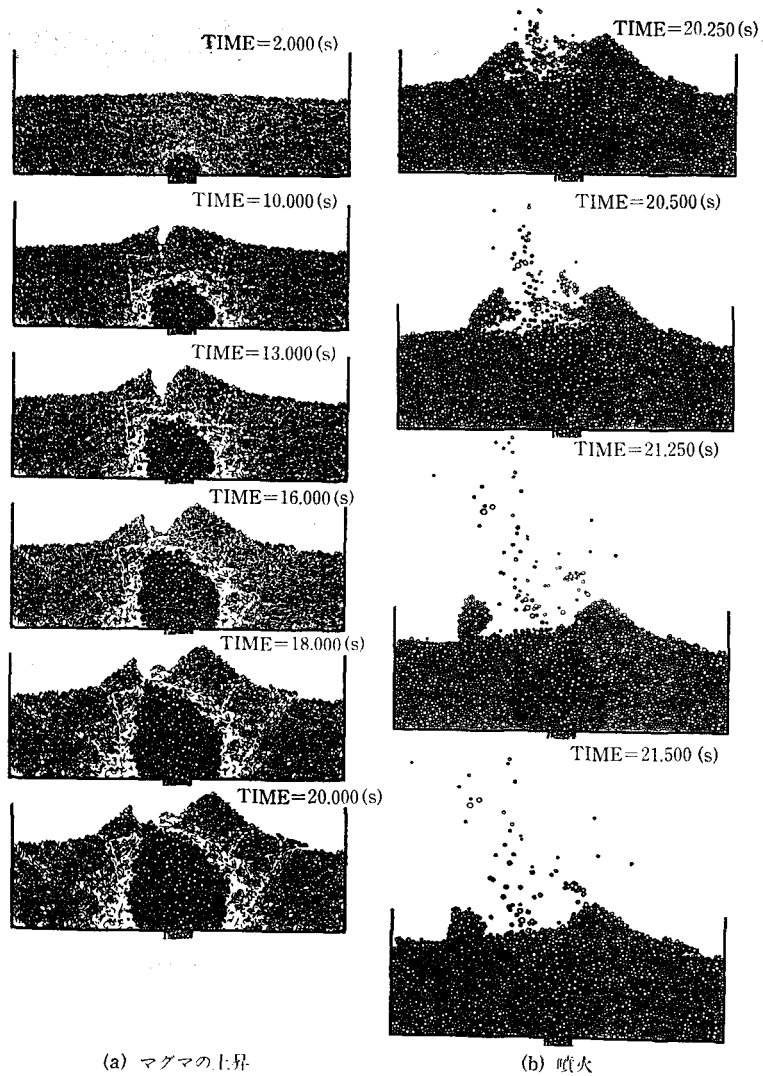 TIME=2.000(s)
TIME=10.000(s)
TIME=13.000(s)
TIME=16.000(s)
TIME=18.000(s)
TIME=20.000(s)
(a) マグマの上昇
TIME=20.250(s)
TIME=20.500(s)
TIME=21.250(s)
TIME=21.500 (s)
(b) 噴火